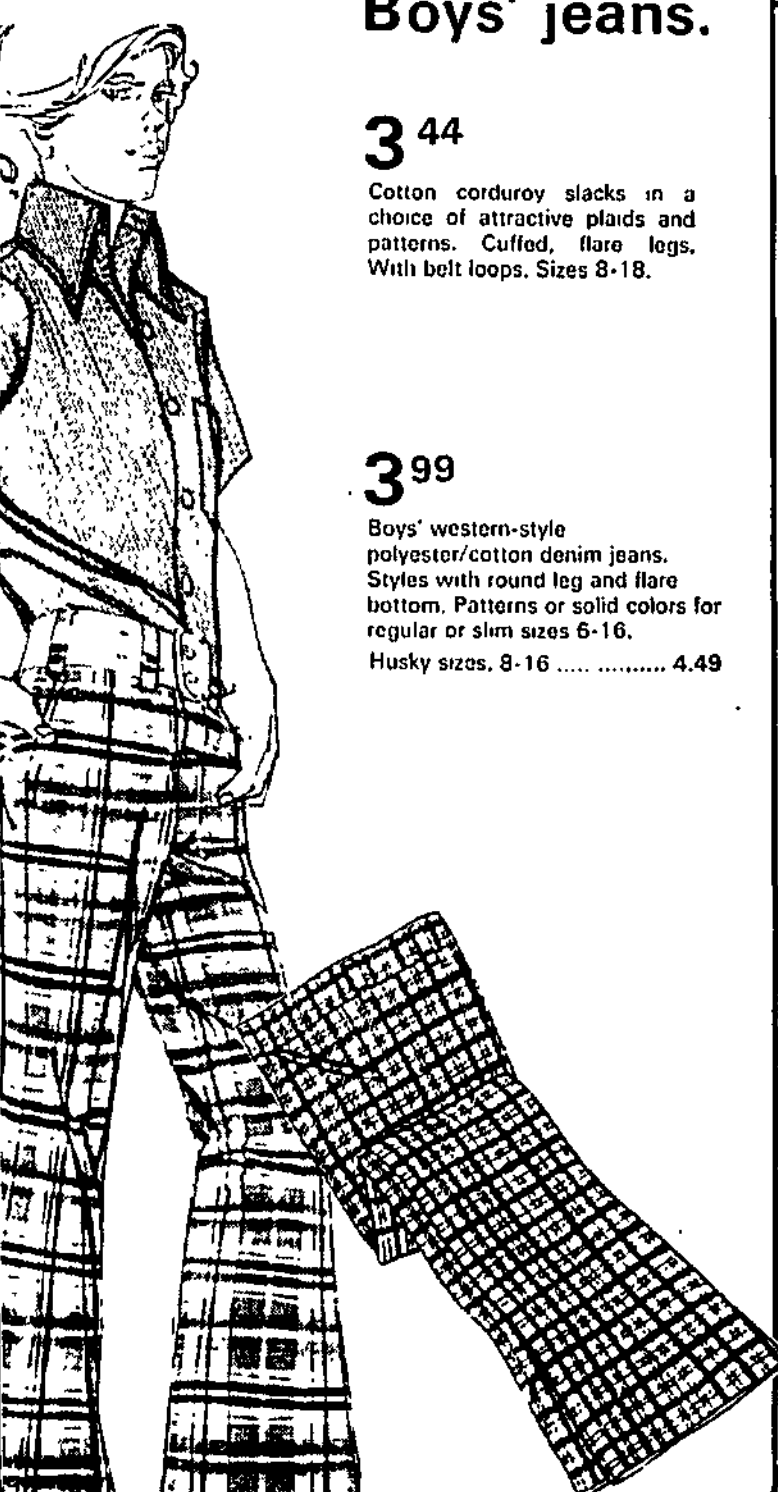 Boys' jeans.
3 44
Cotton corduroy slacks in a
choice of attractive plaids and
patterns. Cuffed, flare legs.
With belt loops. Sizes 8-18.
3 99
Boys' western-style
polyester/cotton denim jeans.
Styles with round leg and flare
bottom. Patterns or solid colors for
regular or slim sizes 6-16.
Husky sizes, 8-16 ..... .......... 4.49